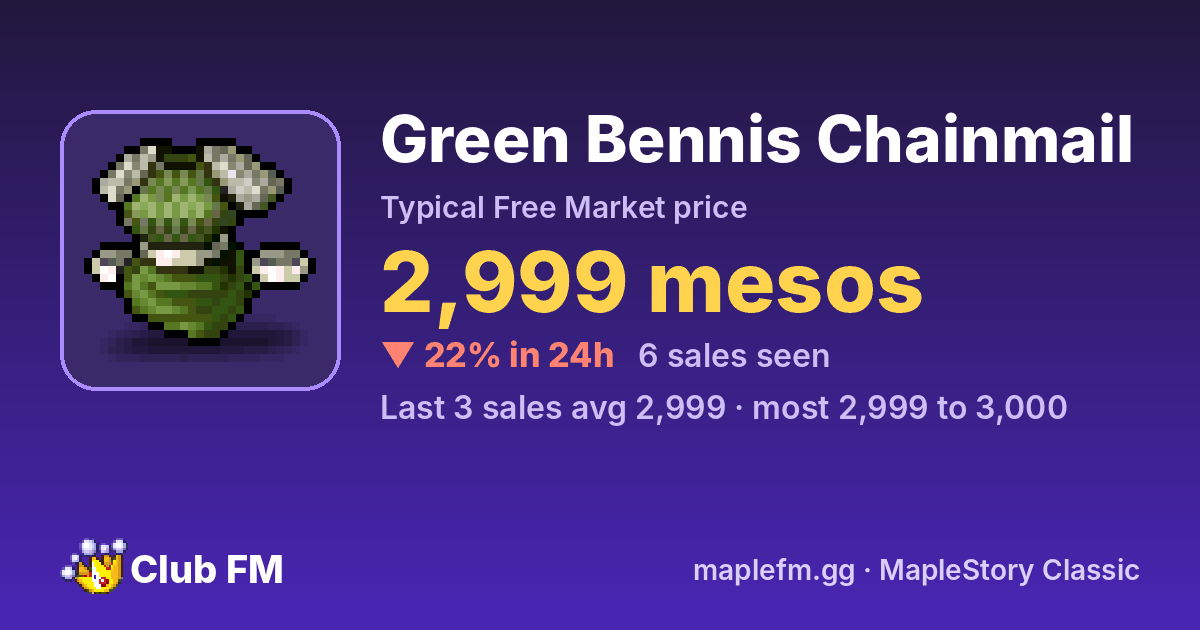 Green Bennis Chainmail
Typical Free Market price
2,999 mesos
▼ 22% in 24h 6 sales seen
Last 3 sales avg 2,999 · most 2,999 to 3,000
Club FM
maplefm.gg · MapleStory Classic